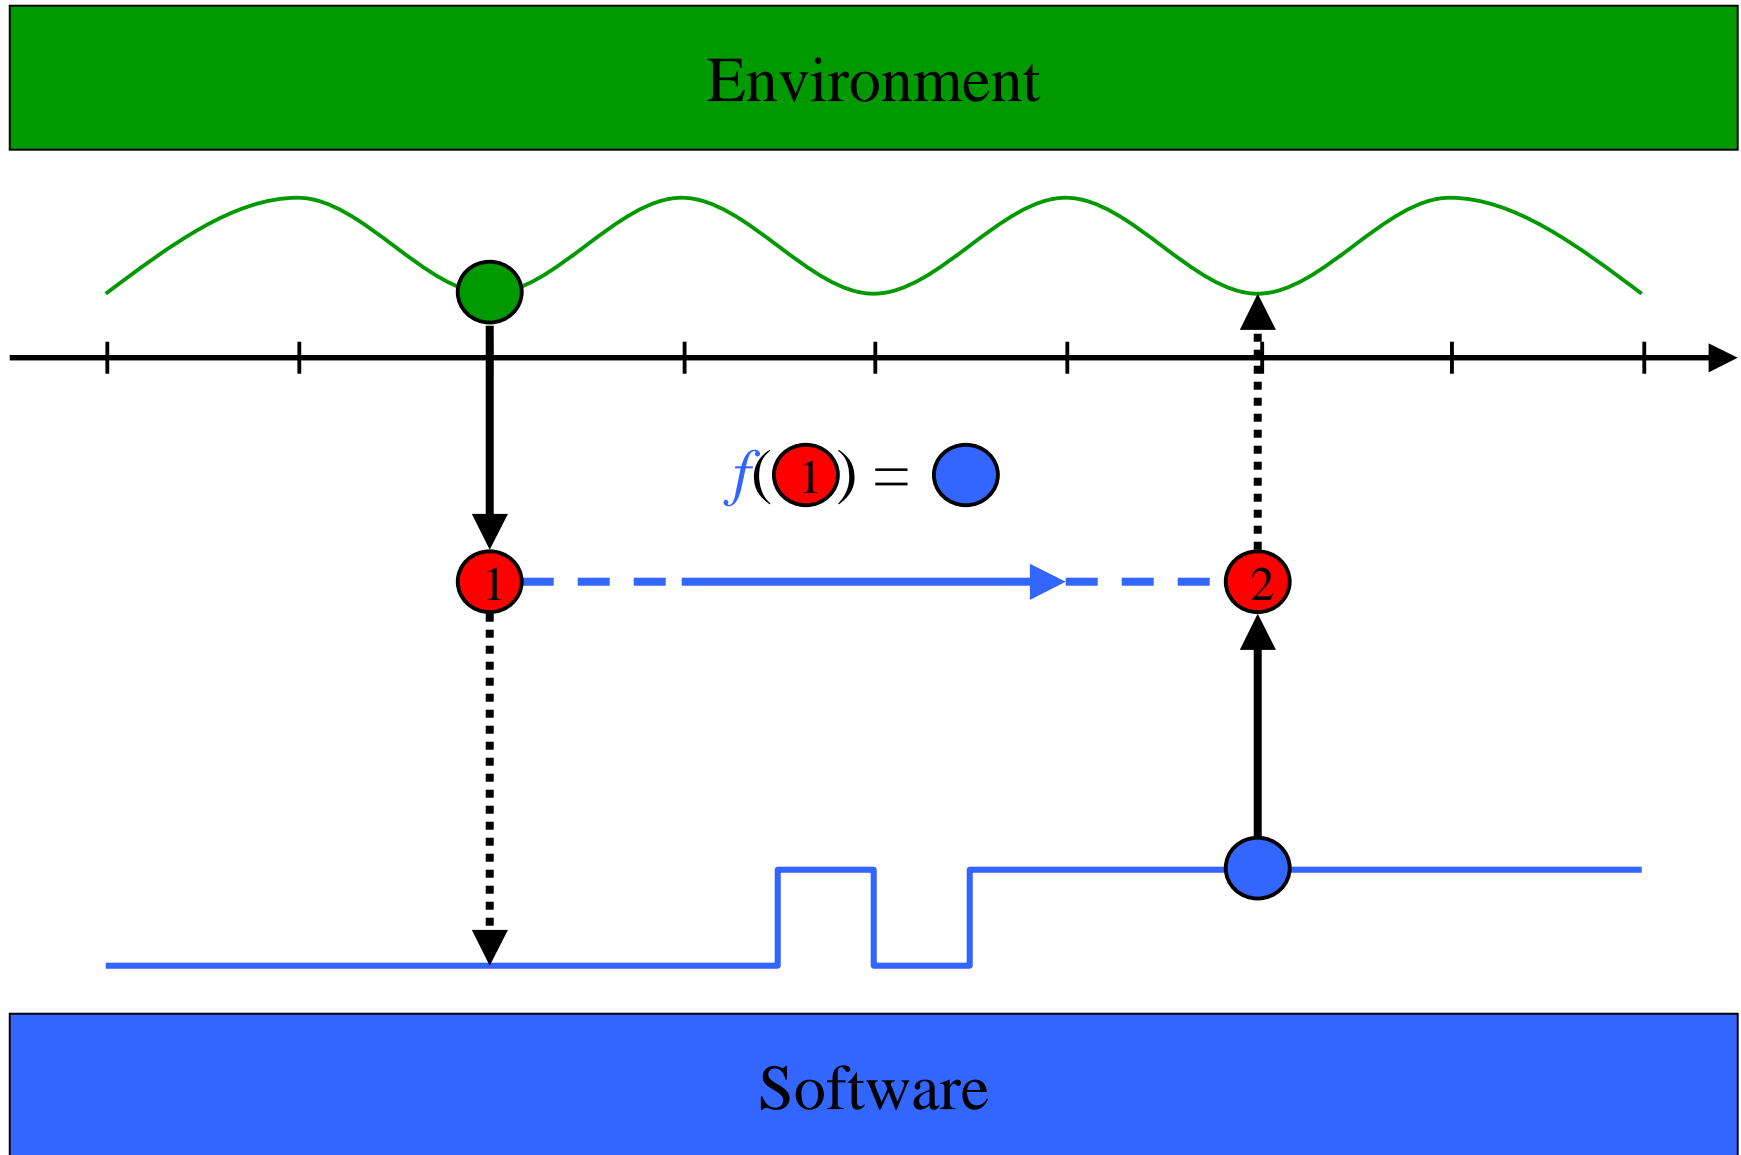 Environment
f(1) =
1
2
Software